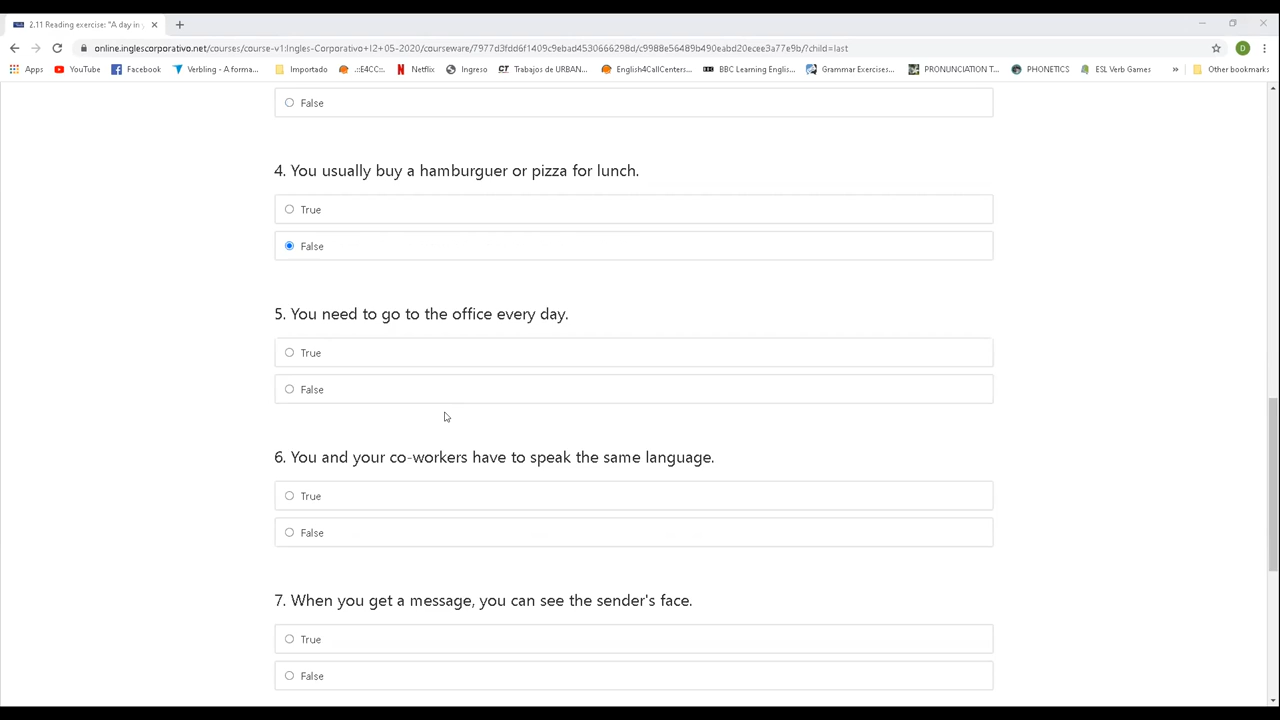 2.11 Reading exercise: "A day in y
online.inglescorporativo.net/courses/course-v1:Ingles-Corporativo+I2+05-2020/courseware/7977d3fdd6f1409c9ebad4530666298d/c9988e56489b490eabd20ecee3a77e9b/?child=last
D
Apps YouTube Facebook Verbling - A forma... Importado .::E4CC::. Netflix Ingreso CT Trabajos de URBAN... English4CallCenters... BBC Learning Englis... Grammar Exercises... PRONUNCIATION T... PHONETICS ESL Verb Games » Other bookmarks
False
4. You usually buy a hamburguer or pizza for lunch.
True
False
5. You need to go to the office every day.
True
False
6. You and your co-workers have to speak the same language.
True
False
7. When you get a message, you can see the sender's face.
True
False